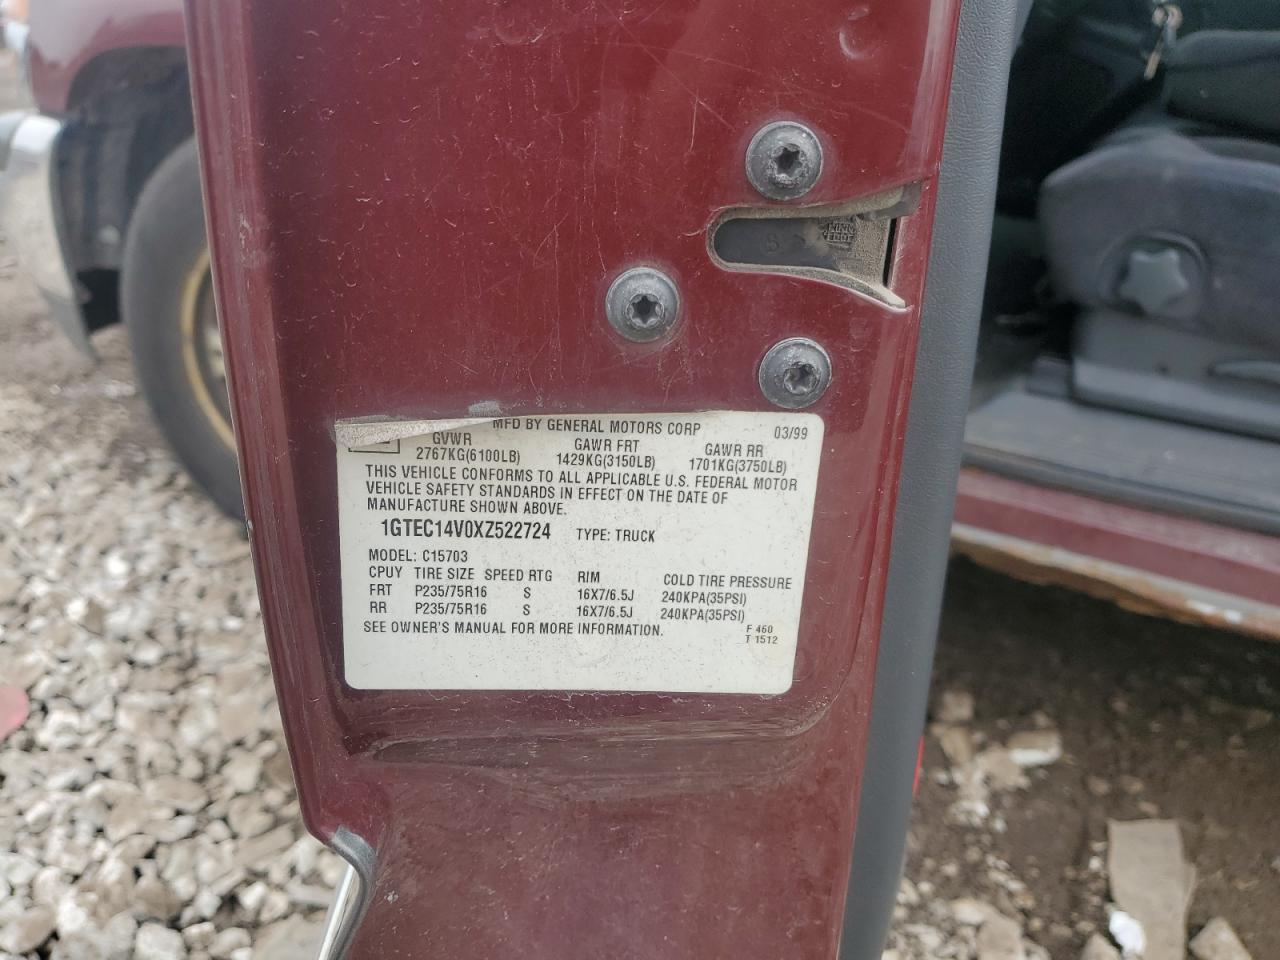 MFD BY GENERAL MOTORS CORP 03/99
GVWR GAWR FRT GAWR RR
2767KG(6100LB) 1429KG(3150LB) 1701KG(3750LB)
THIS VEHICLE CONFORMS TO ALL APPLICABLE U.S. FEDERAL MOTOR
VEHICLE SAFETY STANDARDS IN EFFECT ON THE DATE OF
MANUFACTURE SHOWN ABOVE.
1GTEC14V0XZ522724 TYPE: TRUCK
MODEL: C15703
CPUY TIRE SIZE SPEED RTG RIM COLD TIRE PRESSURE
FRT P235/75R16 S 16X7/6.5J 240KPA(35PSI)
RR P235/75R16 S 16X7/6.5J 240KPA(35PSI)
SEE OWNER'S MANUAL FOR MORE INFORMATION.
F 460
T 1512